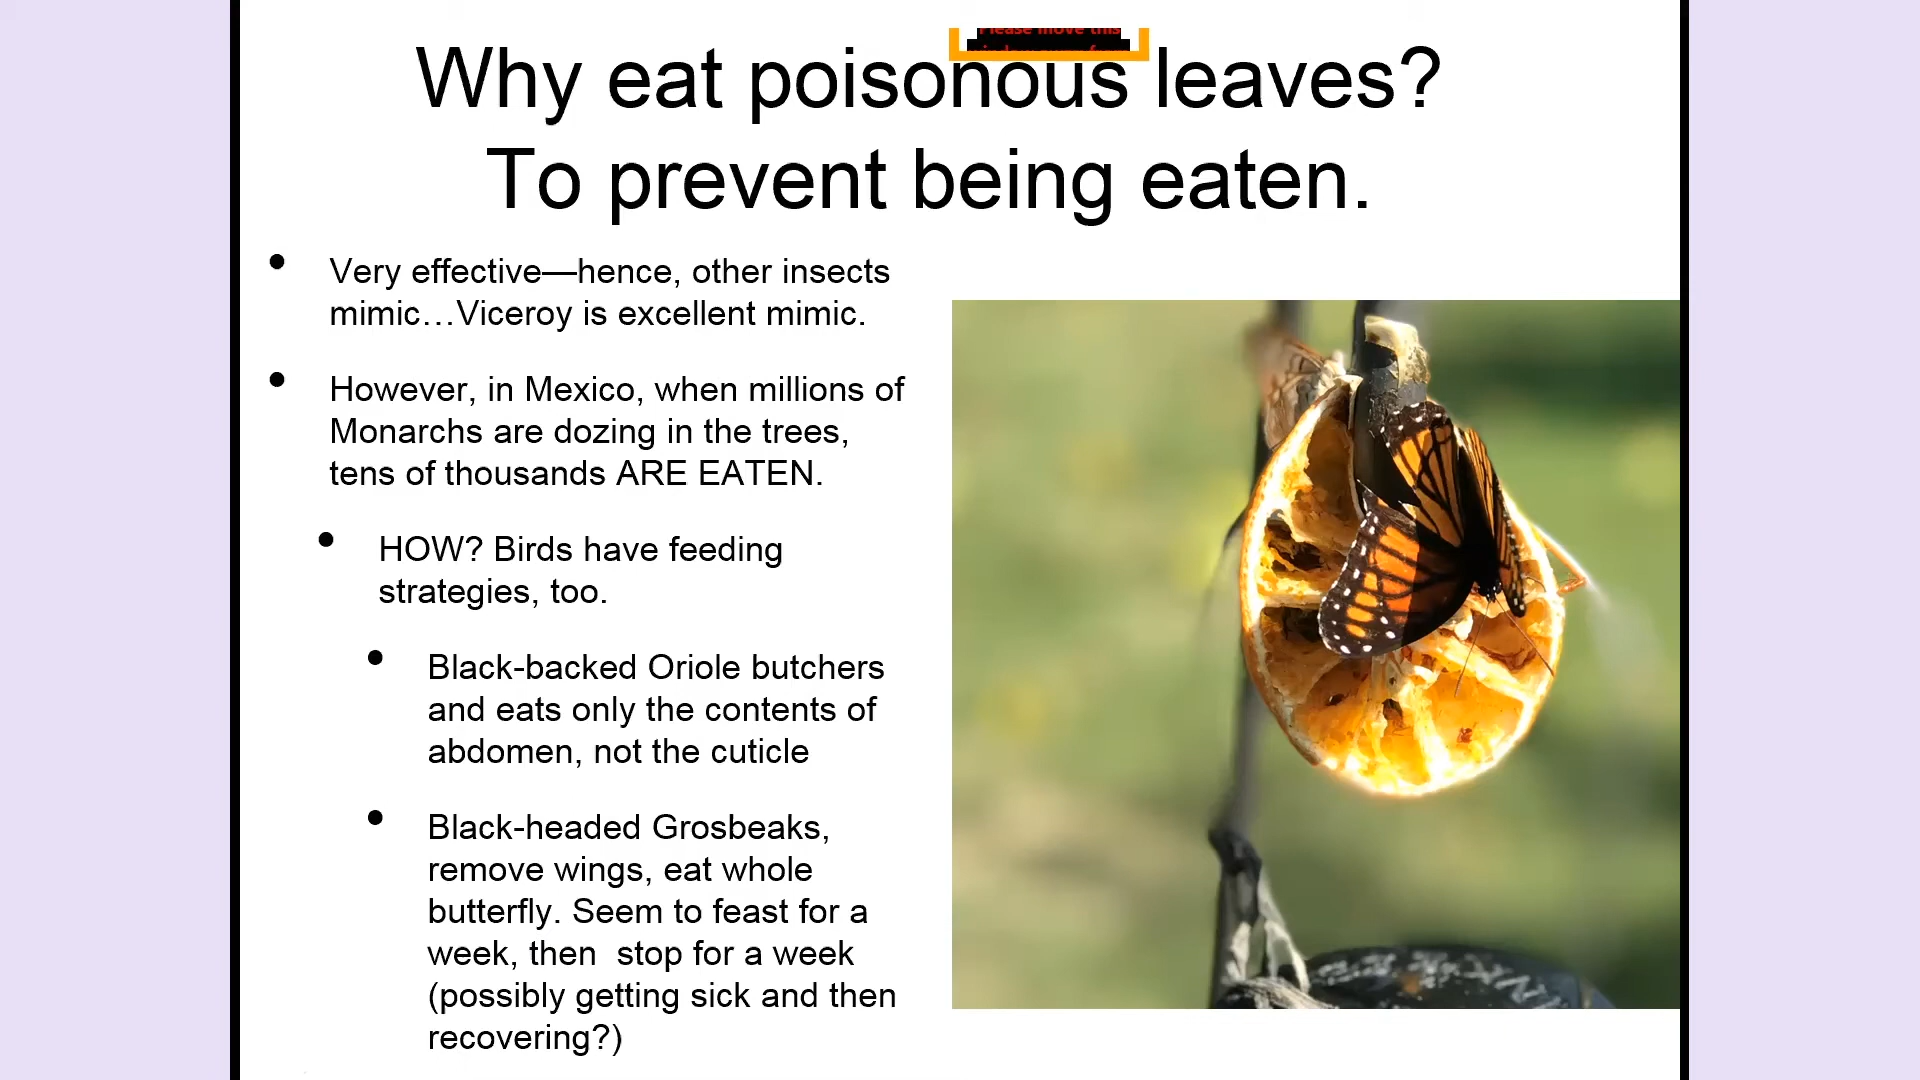 Please move this
Why eat poisonous leaves?
To prevent being eaten.
• Very effective—hence, other insects
mimic…Viceroy is excellent mimic.
• However, in Mexico, when millions of
Monarchs are dozing in the trees,
tens of thousands ARE EATEN.
• HOW? Birds have feeding
strategies, too.
• Black-backed Oriole butchers
and eats only the contents of
abdomen, not the cuticle
• Black-headed Grosbeaks,
remove wings, eat whole
butterfly. Seem to feast for a
week, then  stop for a week
(possibly getting sick and then
recovering?)